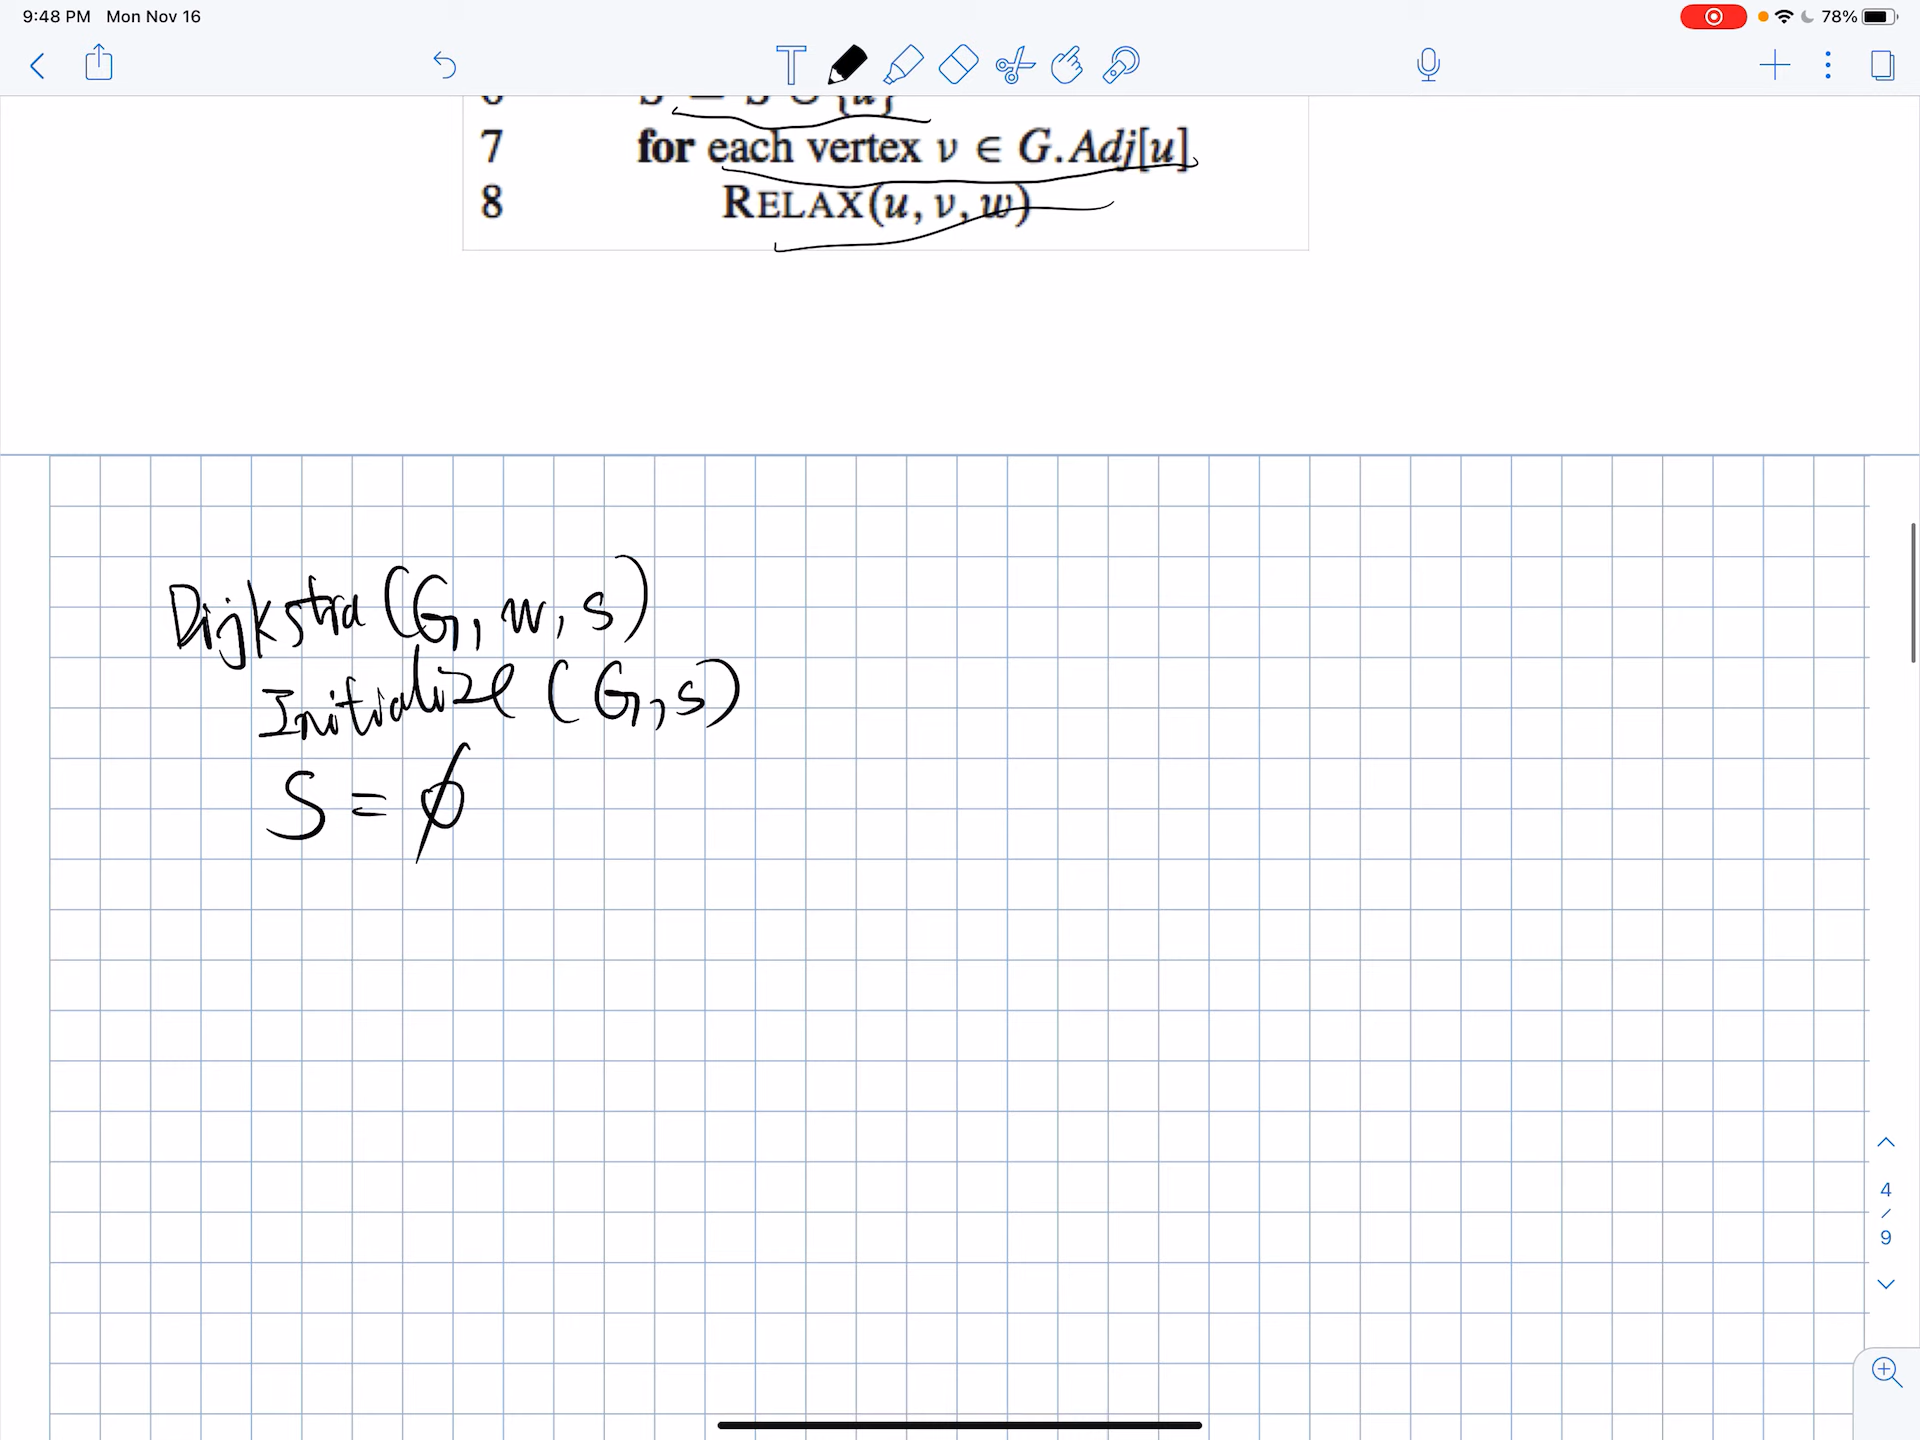 9:48 PM Mon Nov 16
78%
7 for each vertex v ∈ G.Adj[u]
8 RELAX(u, v, w)
Dijkstra (G, w, s)
Initialize (G, s)
S = ∅
4
/
9